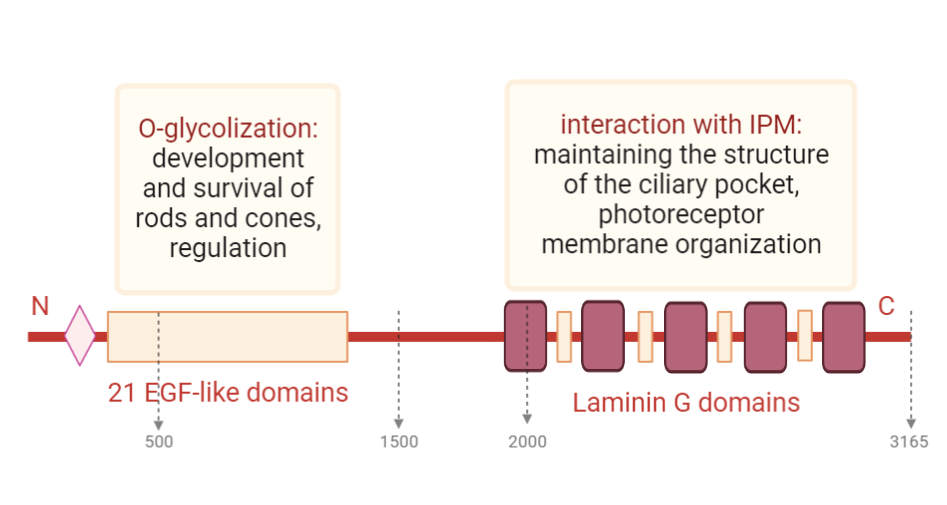 O-glycolization:
development
and survival of
rods and cones,
regulation
interaction with IPM:
maintaining the structure
of the ciliary pocket,
photoreceptor
membrane organization
N
C
21 EGF-like domains
Laminin G domains
500
1500
2000
3165